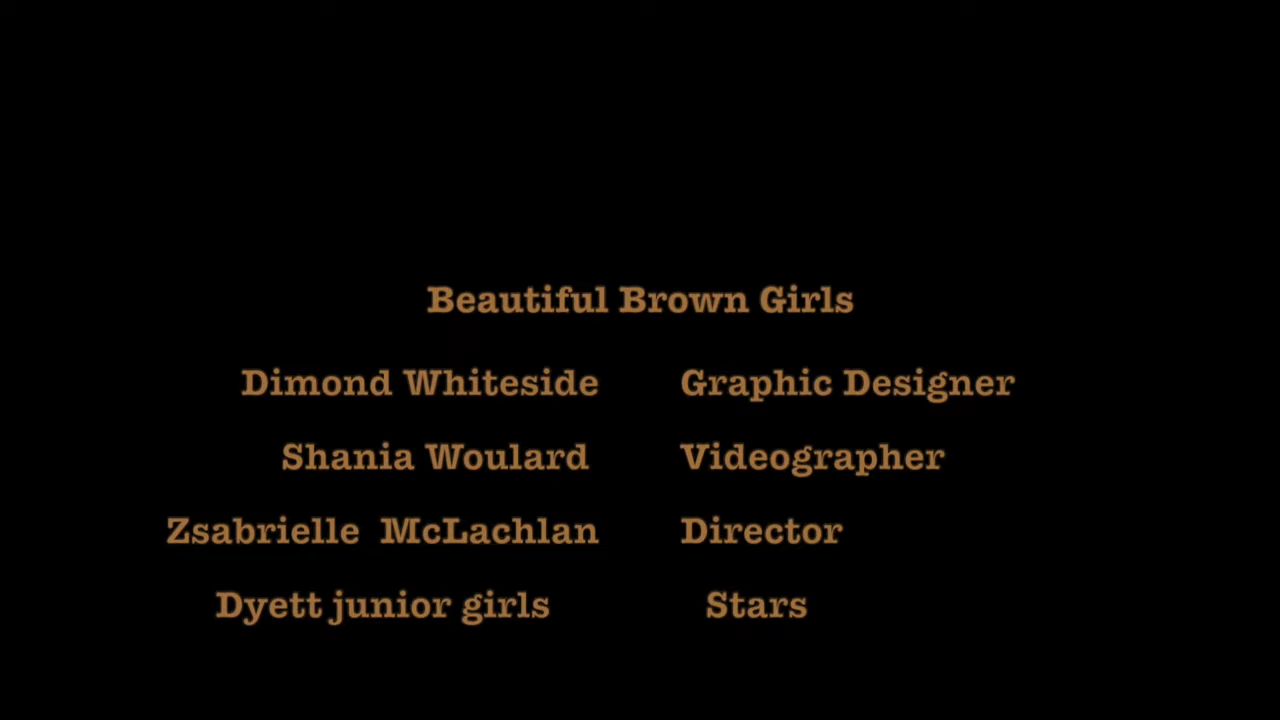 Beautiful Brown Girls
Dimond Whiteside Graphic Designer
Shania Woulard Videographer
Zsabrielle McLachlan Director
Dyett junior girls Stars